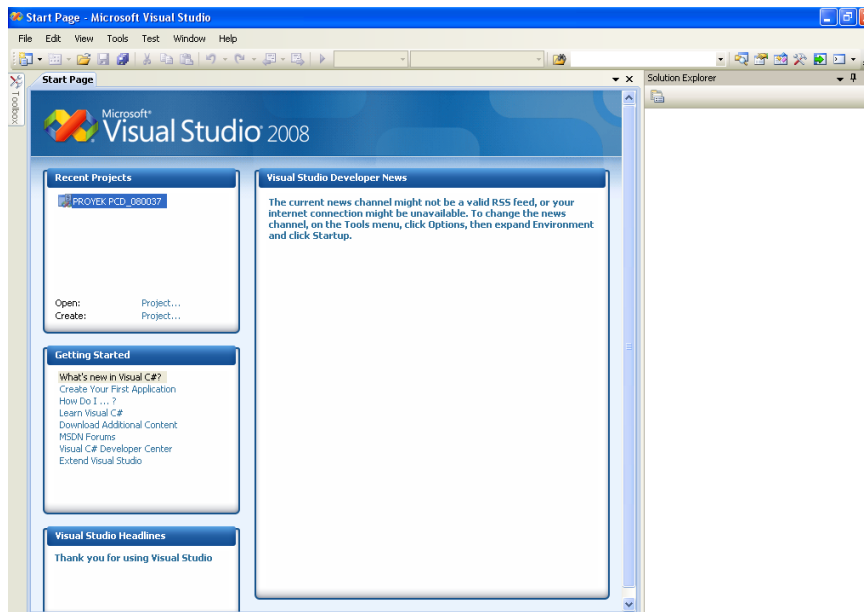 Start Page - Microsoft Visual Studio
File Edit View Tools Test Window Help
Toolbox
Start Page
Solution Explorer
Microsoft®
Visual Studio® 2008
Recent Projects
PROYEK PCD_080037
Open: Project...
Create: Project...
Getting Started
What's new in Visual C#?
Create Your First Application
How Do I ... ?
Learn Visual C#
Download Additional Content
MSDN Forums
Visual C# Developer Center
Extend Visual Studio
Visual Studio Headlines
Thank you for using Visual Studio
Visual Studio Developer News
The current news channel might not be a valid RSS feed, or your
internet connection might be unavailable. To change the news
channel, on the Tools menu, click Options, then expand Environment
and click Startup.